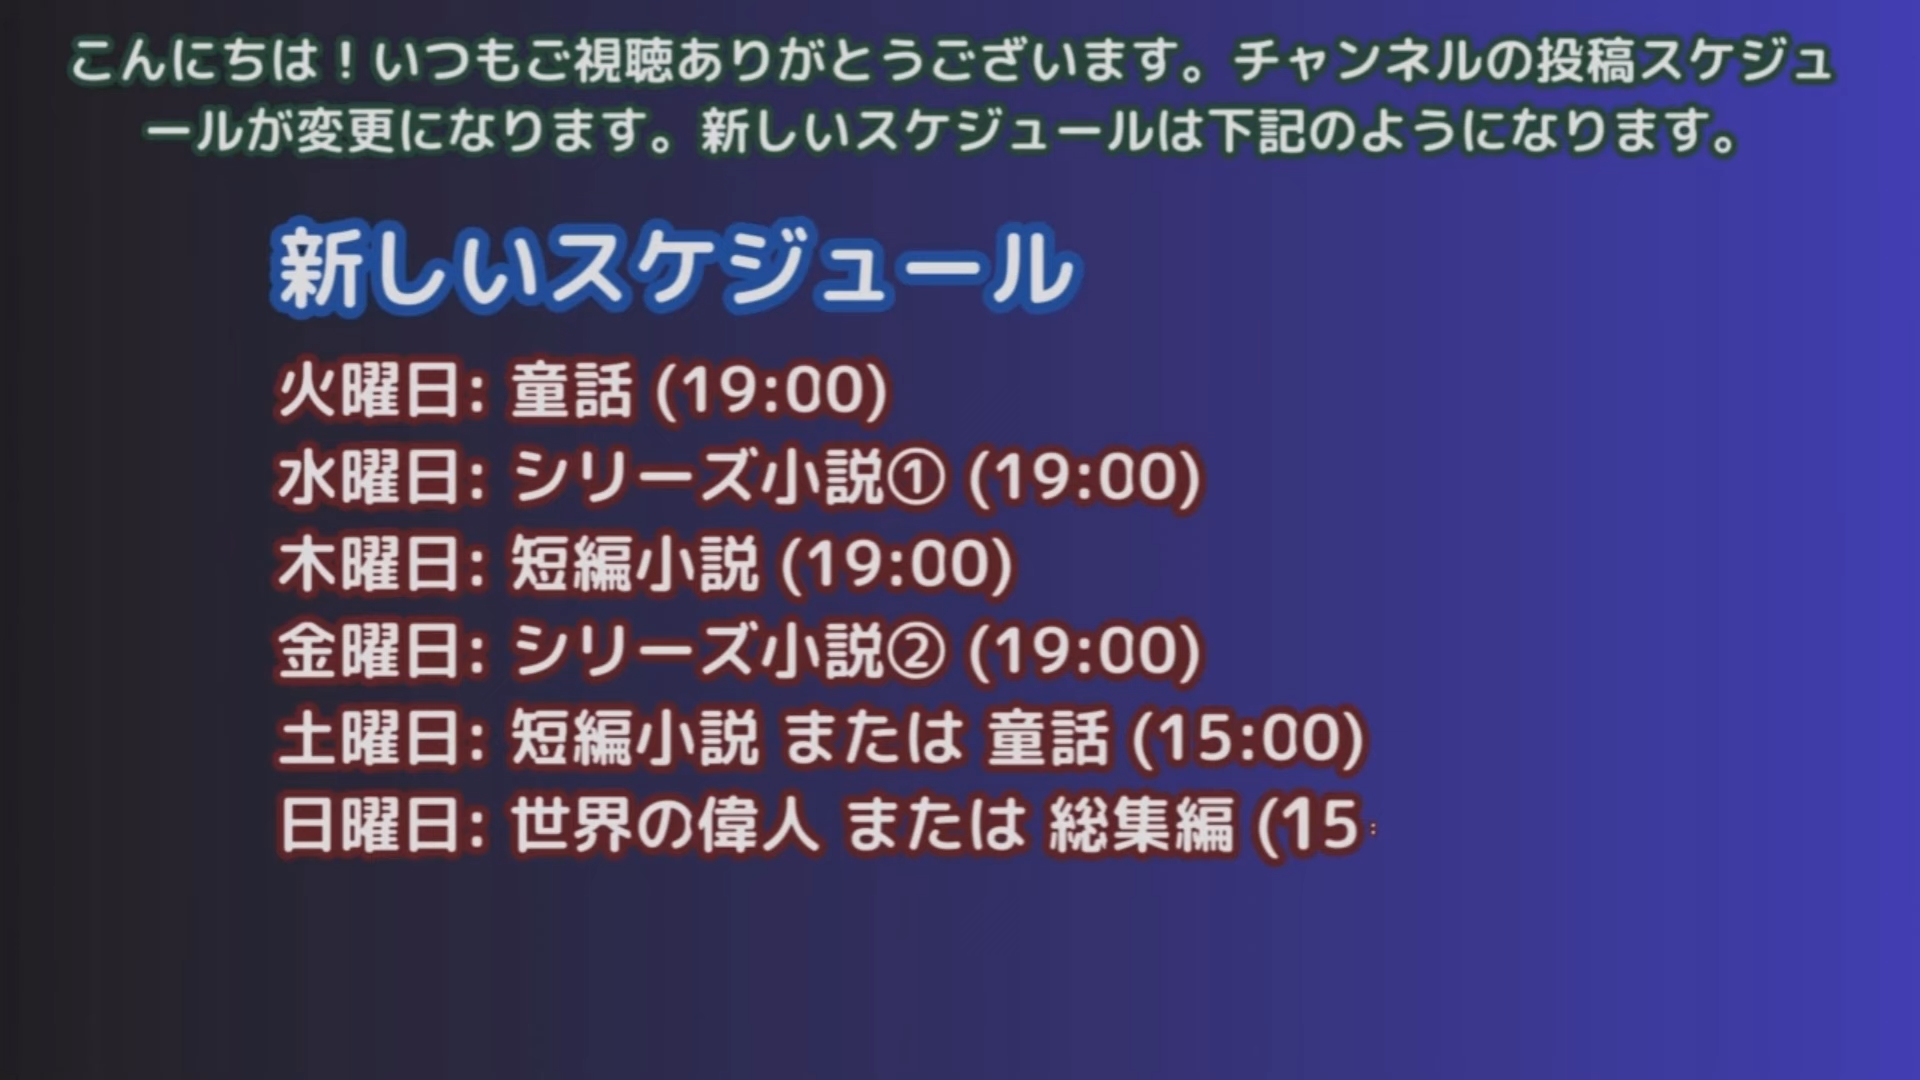 こんにちは！いつもご視聴ありがとうございます。チャンネルの投稿スケジュ
ールが変更になります。新しいスケジュールは下記のようになります。
新しいスケジュール
火曜日: 童話 (19:00)
水曜日: シリーズ小説① (19:00)
木曜日: 短編小説 (19:00)
金曜日: シリーズ小説② (19:00)
土曜日: 短編小説 または 童話 (15:00)
日曜日: 世界の偉人 または 総集編 (15: